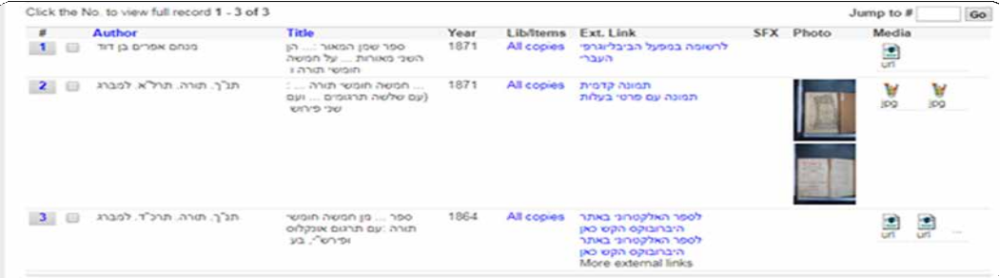 Click the No. to view full record 1 - 3 of 3 Jump to # Go
# Author Title Year Lib/Items Ext. Link SFX Photo Media
1 מנחם אפרים בן דוד ספר שמן המאור :... הן 1871 All copies לרשומה במפעל הביבליוגרפי
השני מאורות ... על חמשה העברי
חומשי תורה ו url
2 תנ"ך. תורה. תרל"א. למברג ... חמשה חומשי תורה ... : 1871 All copies תמונה קדמית
(עם שלשה תרגומים ... ועם תמונה עם פרטי בעלות jpg jpg
שני פירוש
3 תנ"ך. תורה. תרכ"ד. למברג ספר ... מן חמשה חומשי 1864 All copies לספר האלקטרוני באתר
תורה :עם תרגום אונקלוס היברובוקס הקש כאן url url ...
ופירש"י, בע לספר האלקטרוני באתר
היברובוקס הקש כאן
More external links